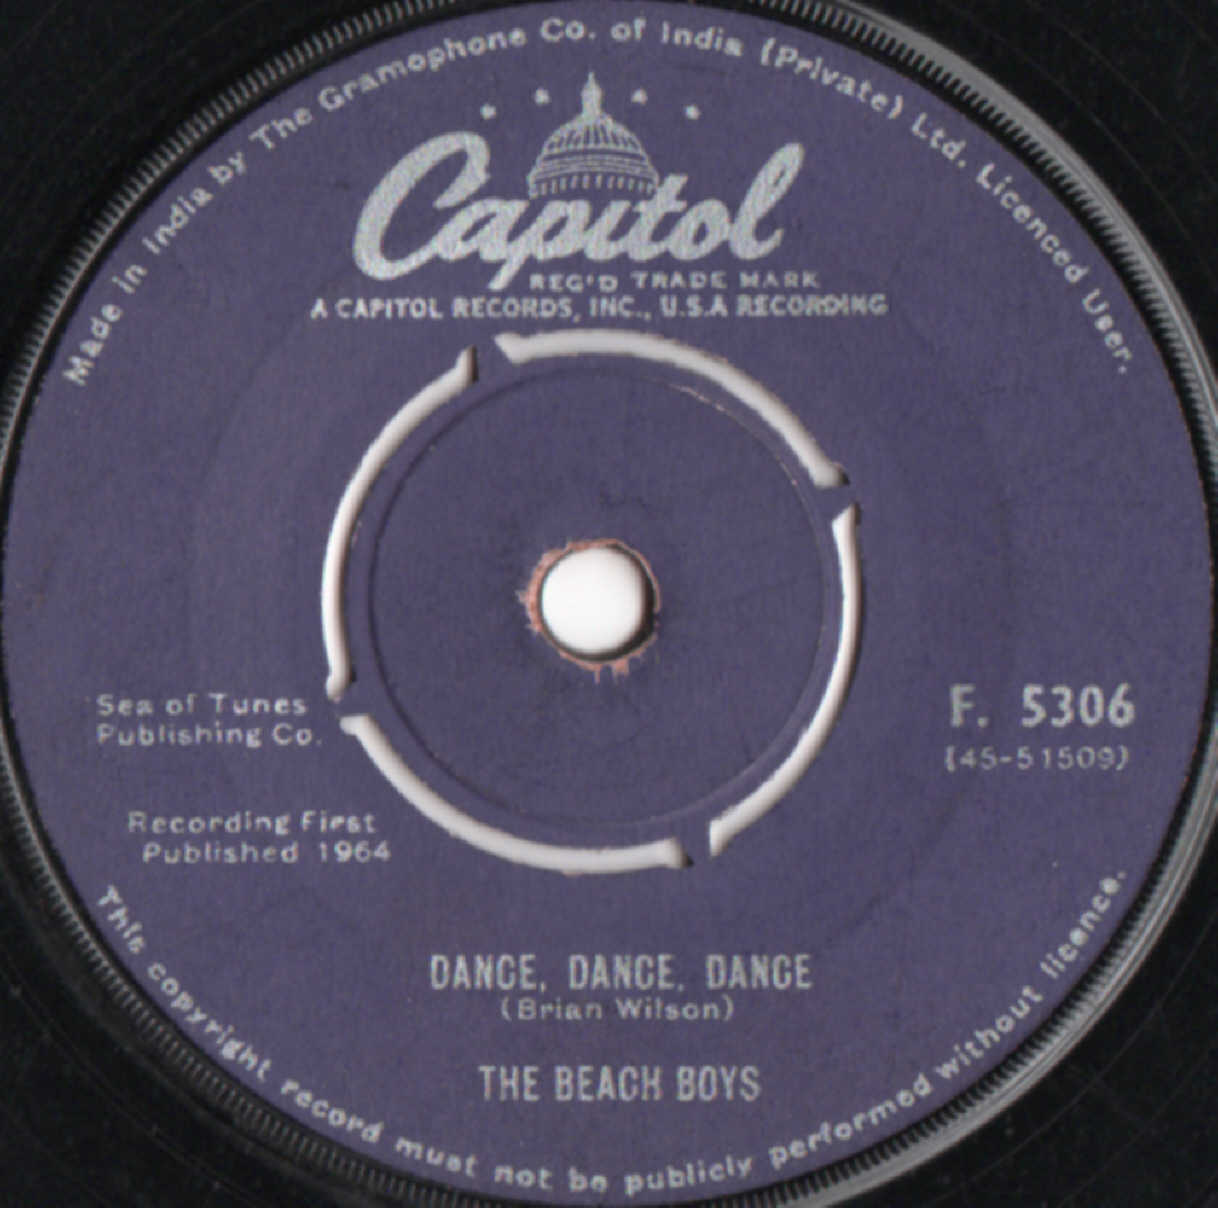 Made in India by The Gramophone Co. of India (Private) Ltd. Licenced User.
Capitol
REG'D TRADE MARK
A CAPITOL RECORDS, INC., U.S.A RECORDING
Sea of Tunes
Publishing Co.
F. 5306
(45-51509)
Recording First
Published 1964
DANCE, DANCE, DANCE
(Brian Wilson)
THE BEACH BOYS
This copyright record must not be publicly performed without licence.